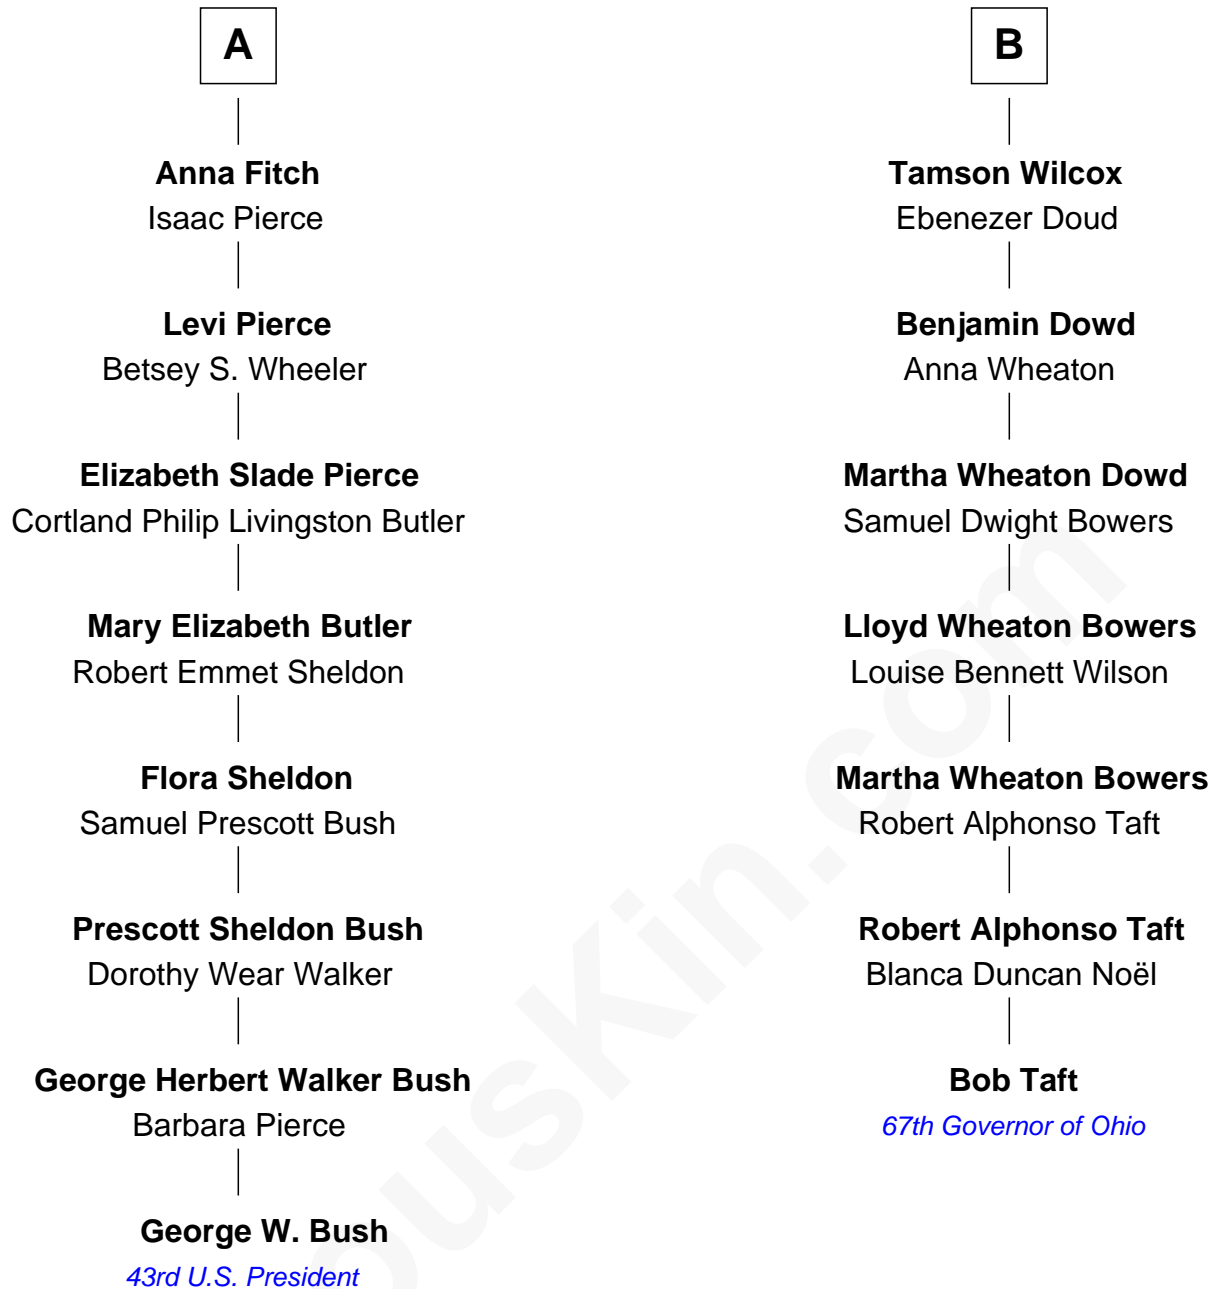 A
Anna Fitch
Isaac Pierce
Levi Pierce
Betsey S. Wheeler
Elizabeth Slade Pierce
Cortland Philip Livingston Butler
Mary Elizabeth Butler
Robert Emmet Sheldon
Flora Sheldon
Samuel Prescott Bush
Prescott Sheldon Bush
Dorothy Wear Walker
George Herbert Walker Bush
Barbara Pierce
George W. Bush
43rd U.S. President
B
Tamson Wilcox
Ebenezer Doud
Benjamin Dowd
Anna Wheaton
Martha Wheaton Dowd
Samuel Dwight Bowers
Lloyd Wheaton Bowers
Louise Bennett Wilson
Martha Wheaton Bowers
Robert Alphonso Taft
Robert Alphonso Taft
Blanca Duncan Noël
Bob Taft
67th Governor of Ohio
ouskin.com